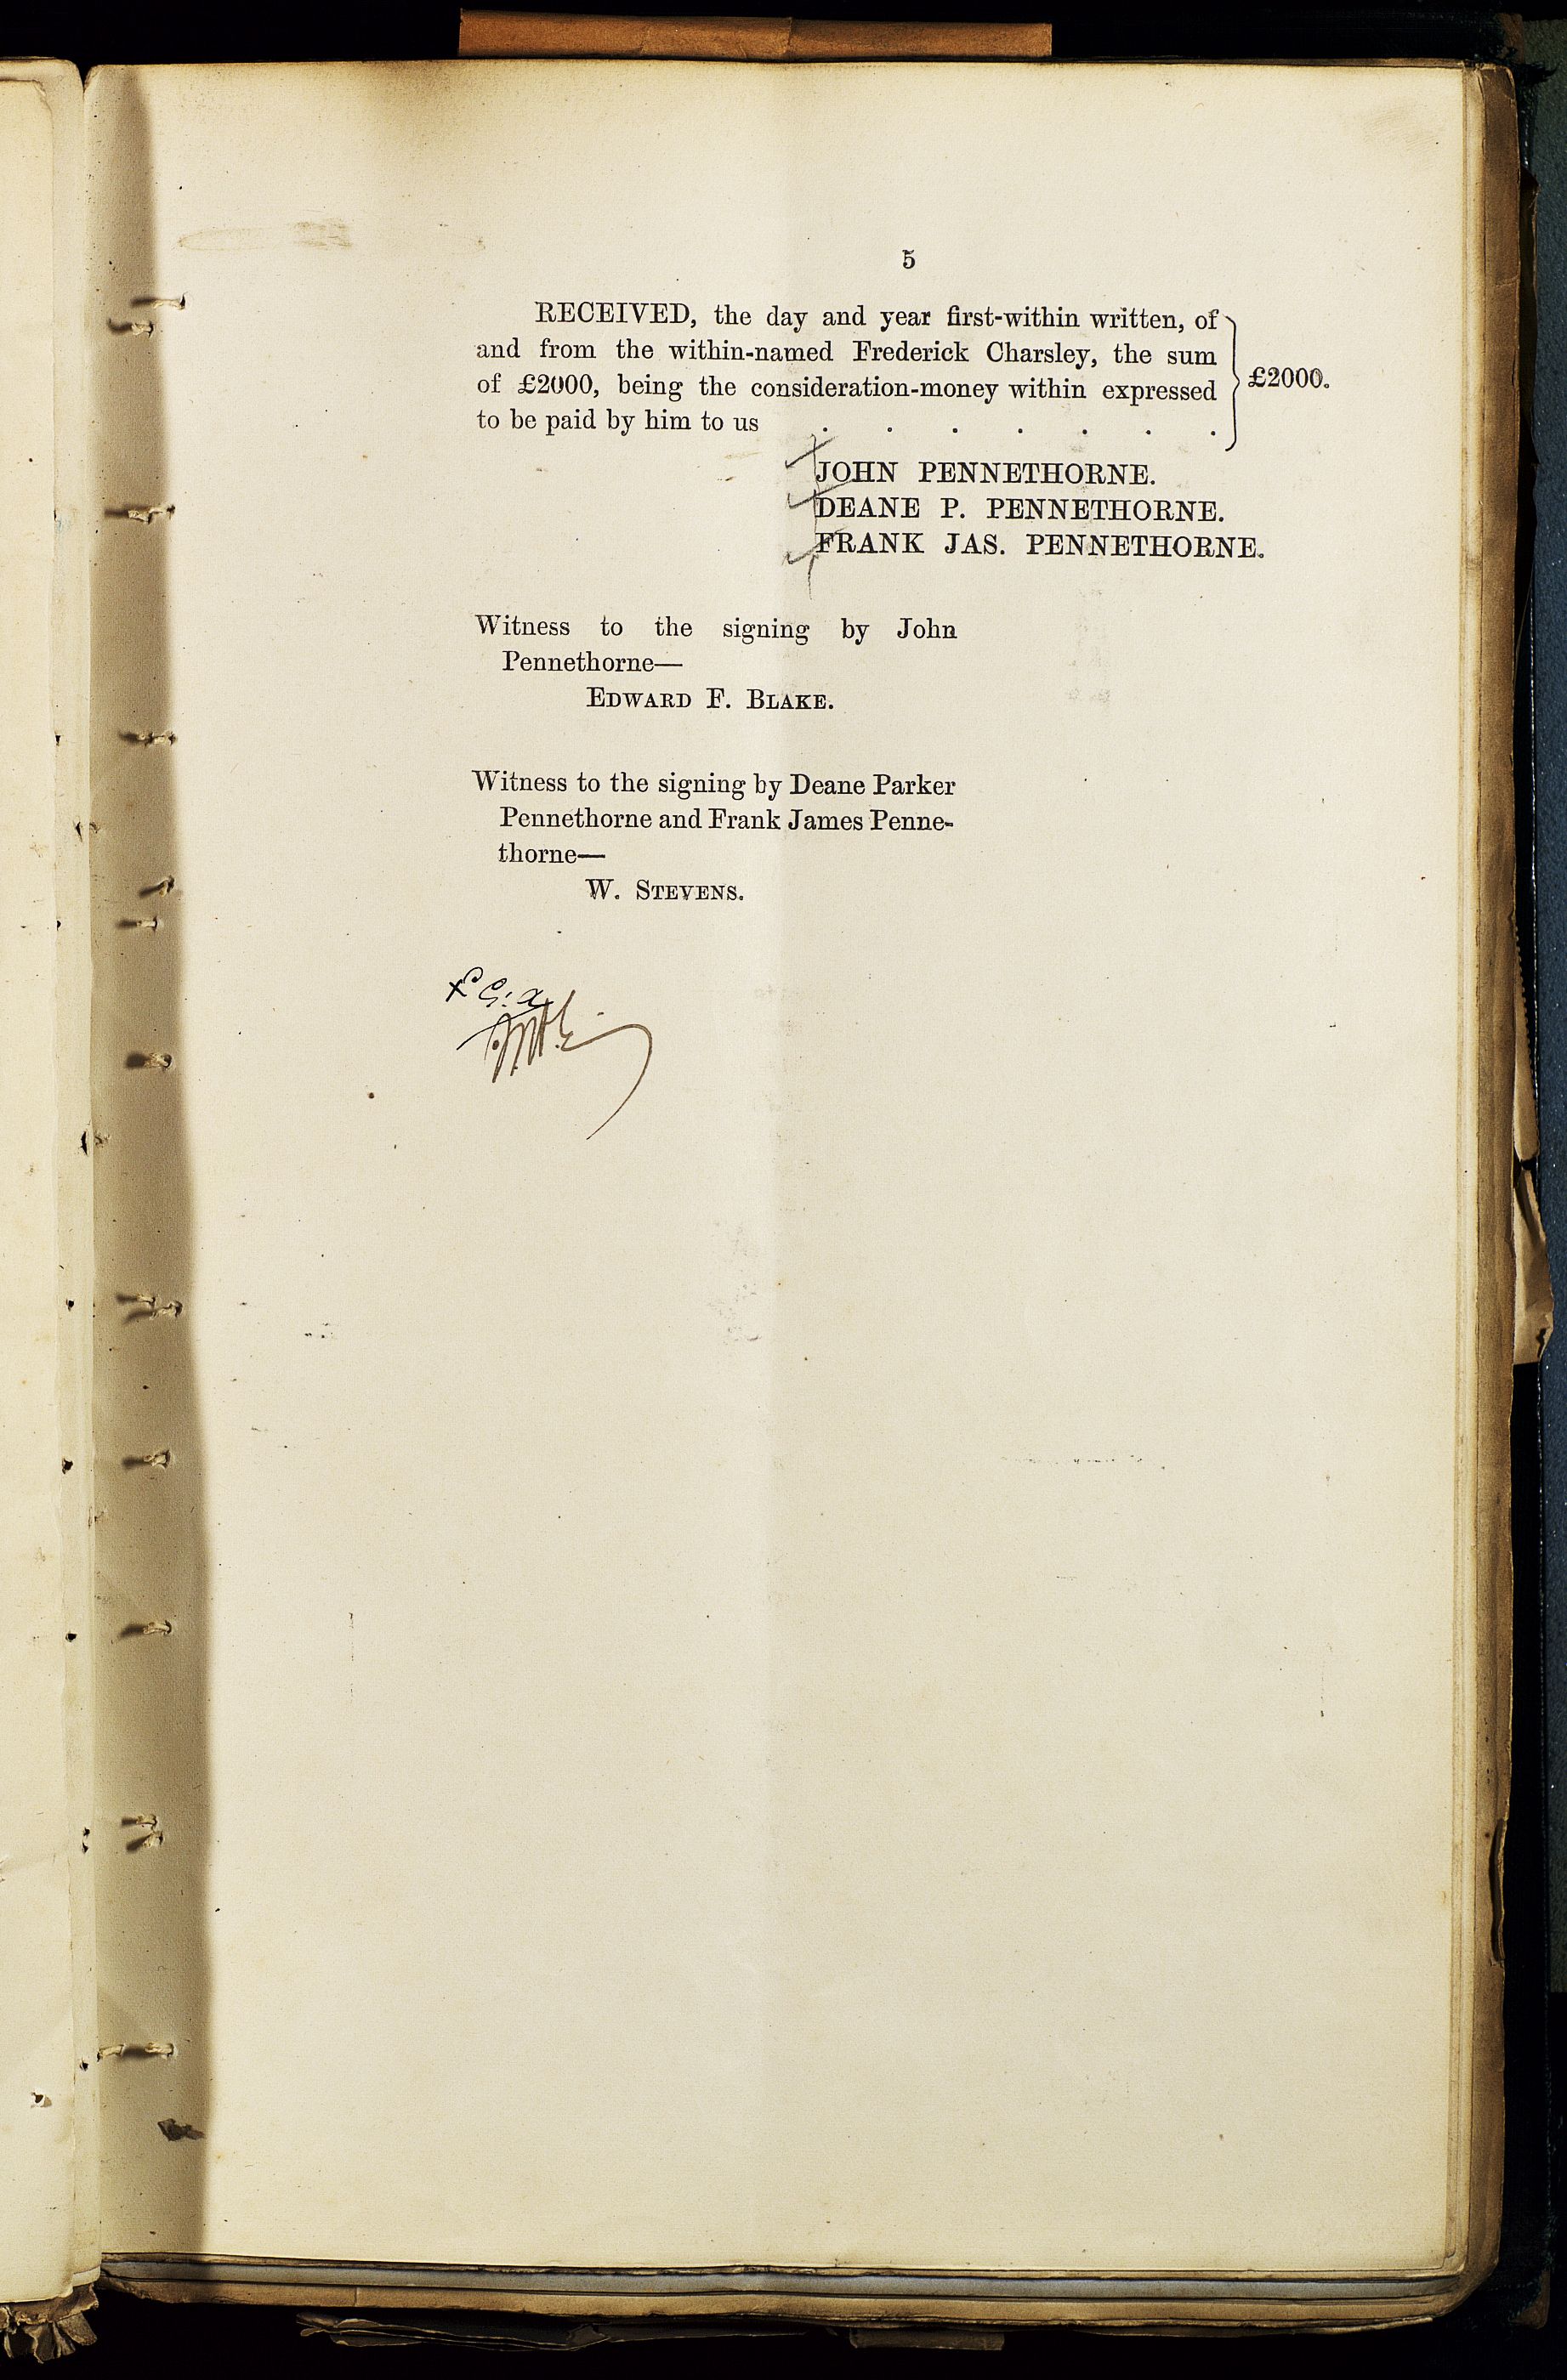 5
RECEIVED, the day and year first-within written, of
and from the within-named Frederick Charsley, the sum
of £2000, being the consideration-money within expressed
to be paid by him to us . . . . . . .
£2000.
JOHN PENNETHORNE.
DEANE P. PENNETHORNE.
FRANK JAS. PENNETHORNE.
Witness to the signing by John
Pennethorne—
EDWARD F. BLAKE.
Witness to the signing by Deane Parker
Pennethorne and Frank James Penne-
thorne—
W. STEVENS.